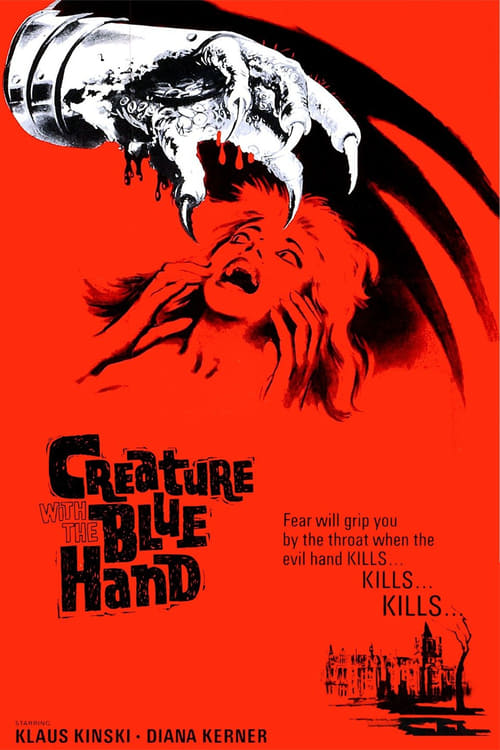 CREATURE
WITH THE
BLUE
HAND
Fear will grip you
by the throat when the
evil hand KILLS...
KILLS...
KILLS...
STARRING
KLAUS KINSKI • DIANA KERNER